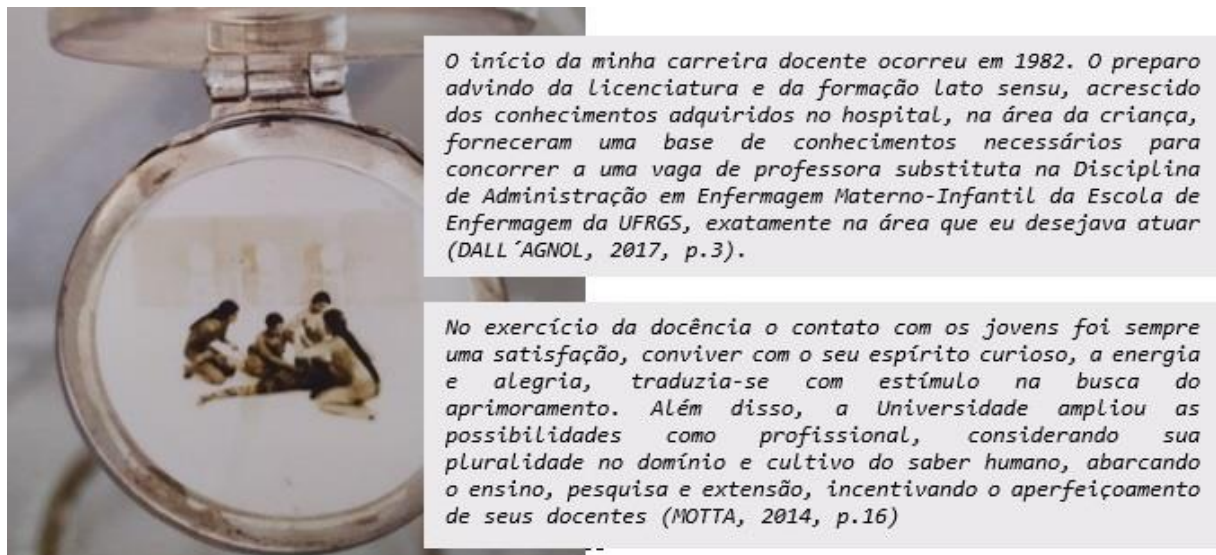 O início da minha carreira docente ocorreu em 1982. O preparo
advindo da licenciatura e da formação lato sensu, acrescido
dos conhecimentos adquiridos no hospital, na área da criança,
forneceram uma base de conhecimentos necessários para
concorrer a uma vaga de professora substituta na Disciplina
de Administração em Enfermagem Materno-Infantil da Escola de
Enfermagem da UFRGS, exatamente na área que eu desejava atuar
(DALL´AGNOL, 2017, p.3).
No exercício da docência o contato com os jovens foi sempre
uma satisfação, conviver com o seu espírito curioso, a energia
e alegria, traduzia-se com estímulo na busca do
aprimoramento. Além disso, a Universidade ampliou as
possibilidades como profissional, considerando sua
pluralidade no domínio e cultivo do saber humano, abarcando
o ensino, pesquisa e extensão, incentivando o aperfeiçoamento
de seus docentes (MOTTA, 2014, p.16)